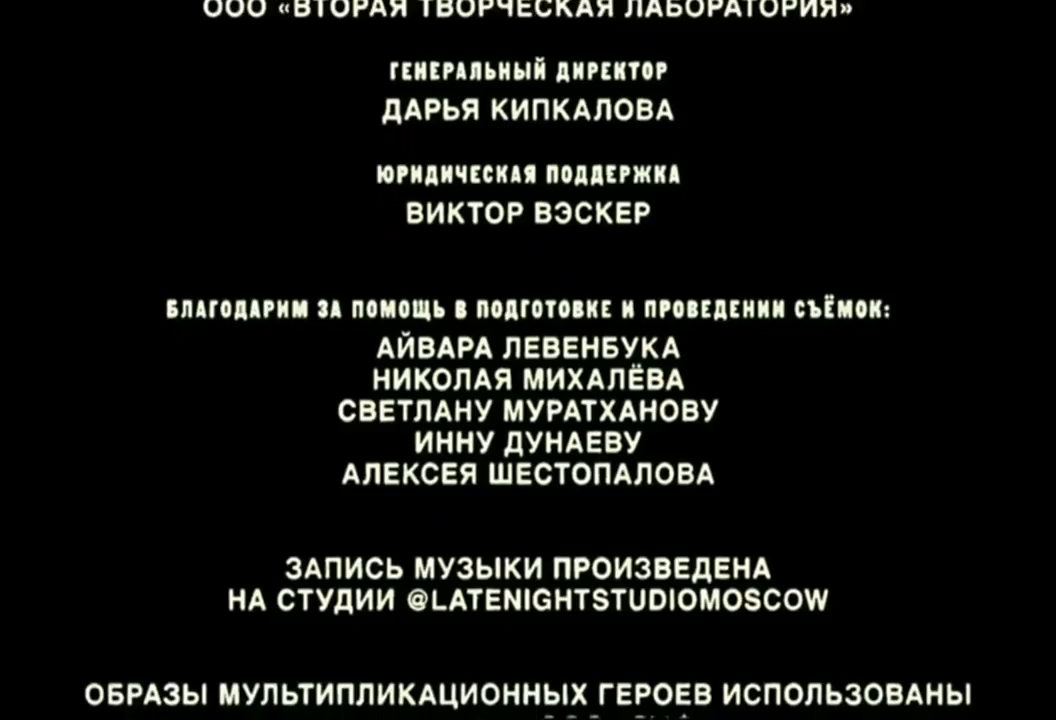 ООО «ВТОРАЯ ТВОРЧЕСКАЯ ЛАБОРАТОРИЯ»
ГЕНЕРАЛЬНЫЙ ДИРЕКТОР
ДАРЬЯ КИПКАЛОВА
ЮРИДИЧЕСКАЯ ПОДДЕРЖКА
ВИКТОР ВЭСКЕР
БЛАГОДАРИМ ЗА ПОМОЩЬ В ПОДГОТОВКЕ И ПРОВЕДЕНИИ СЪЁМОК:
АЙВАРА ЛЕВЕНБУКА
НИКОЛАЯ МИХАЛЁВА
СВЕТЛАНУ МУРАТХАНОВУ
ИННУ ДУНАЕВУ
АЛЕКСЕЯ ШЕСТОПАЛОВА
ЗАПИСЬ МУЗЫКИ ПРОИЗВЕДЕНА
НА СТУДИИ @LATENIGHTSTUDIOMOSCOW
ОБРАЗЫ МУЛЬТИПЛИКАЦИОННЫХ ГЕРОЕВ ИСПОЛЬЗОВАНЫ